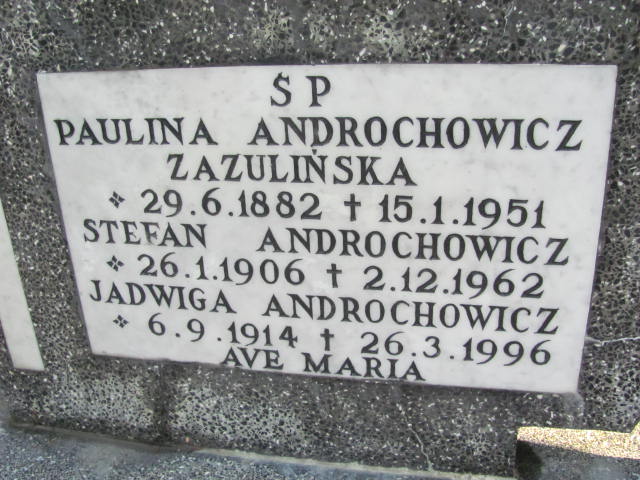 Ś P
PAULINA ANDROCHOWICZ
ZAZULIŃSKA
* 29.6.1882 † 15.1.1951
STEFAN ANDROCHOWICZ
* 26.1.1906 † 2.12.1962
JADWIGA ANDROCHOWICZ
* 6.9.1914 † 26.3.1996
AVE MARIA